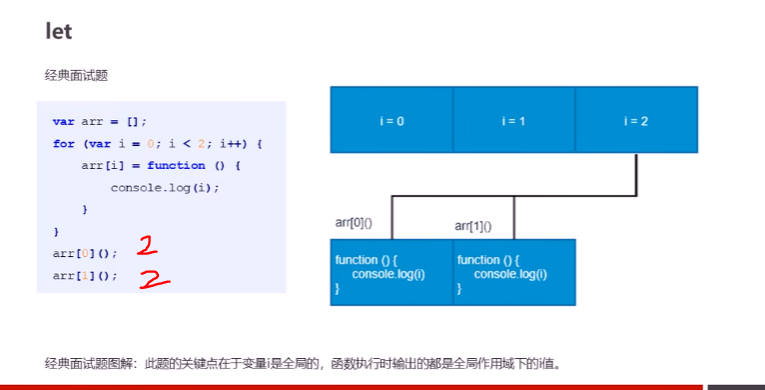 let
经典面试题
var arr = [];
for (var i = 0; i < 2; i++) {
arr[i] = function () {
console.log(i);
}
}
arr[0](); 2
arr[1](); 2
i = 0
i = 1
i = 2
arr[0]()
arr[1]()
function () {
console.log(i)
}
function () {
console.log(i)
}
经典面试题图解：此题的关键点在于变量i是全局的，函数执行时输出的都是全局作用域下的i值。